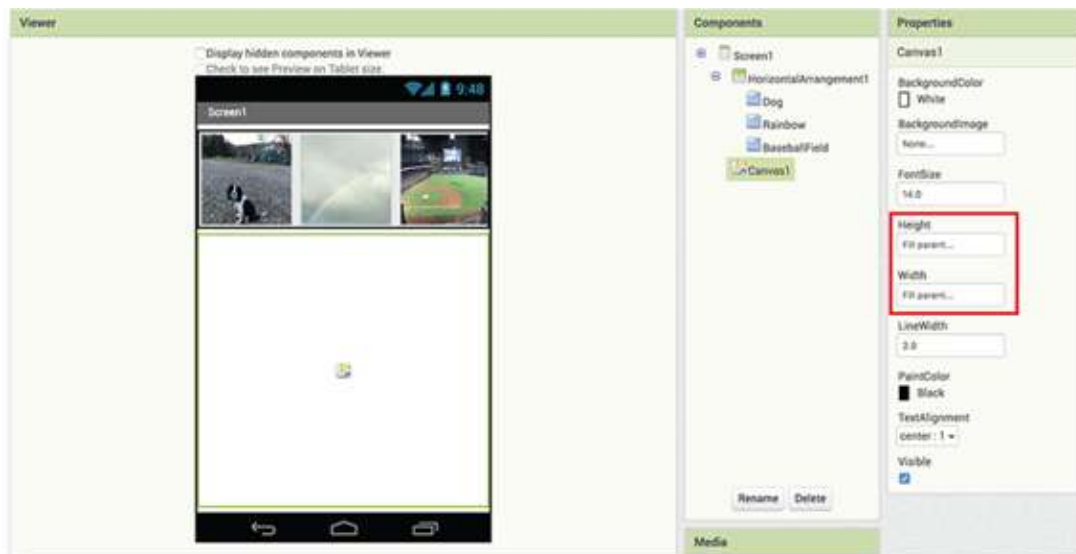 Viewer
Display hidden components in Viewer
Check to see Preview on Tablet size.
9:48
Screen1
Components
Screen1
HorizontalArrangement1
Dog
Rainbow
BaseballField
Canvas1
Rename Delete
Media
Properties
Canvas1
BackgroundColor
White
BackgroundImage
None...
FontSize
14.0
Height
Fill parent...
Width
Fill parent...
LineWidth
2.0
PaintColor
Black
TextAlignment
center : 1
Visible